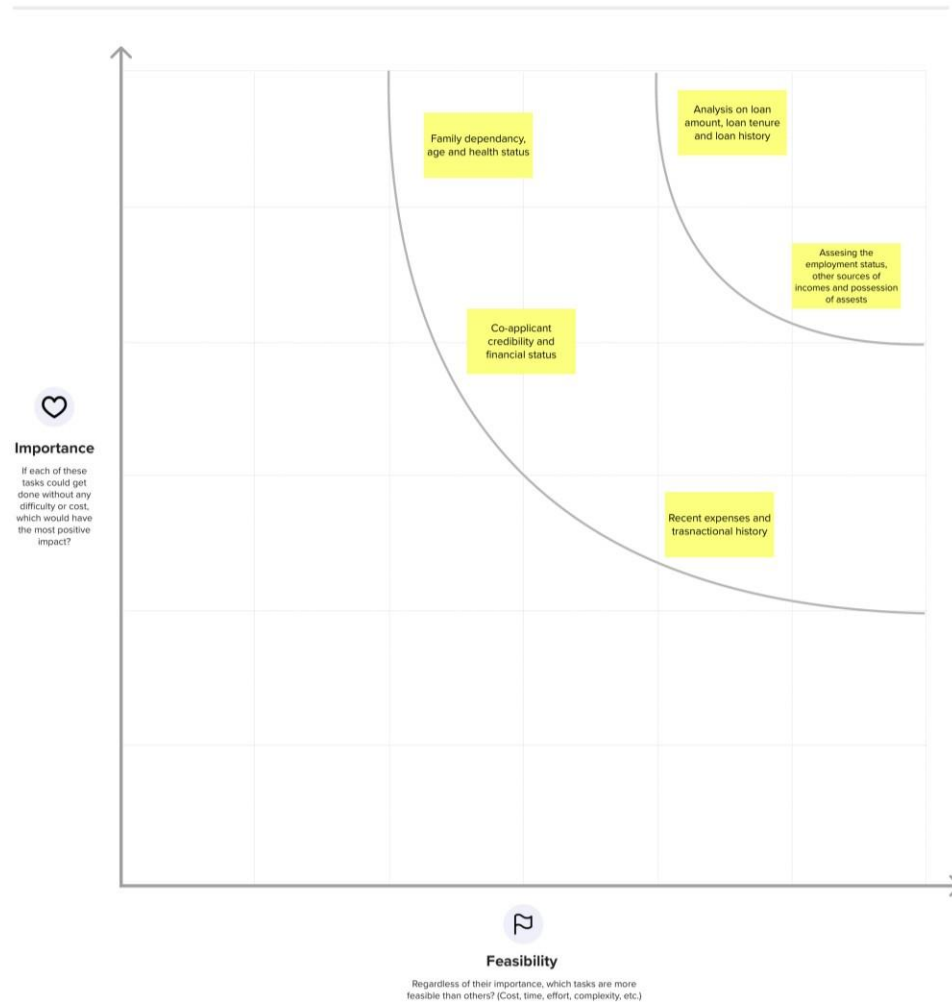 Family dependancy,
age and health status
Analysis on loan
amount, loan tenure
and loan history
Assesing the
employment status,
other sources of
incomes and possession
of assests
Co-applicant
credibility and
financial status
Recent expenses and
trasnactional history
Importance
If each of these
tasks could get
done without any
difficulty or cost,
which would have
the most positive
impact?
Feasibility
Regardless of their importance, which tasks are more
feasible than others? (Cost, time, effort, complexity, etc.)